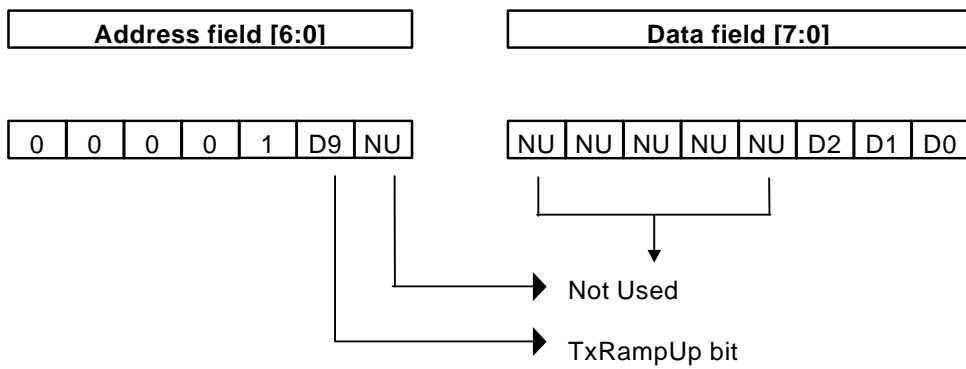 Address field [6:0] Data field [7:0]
0 0 0 0 1 D9 NU NU NU NU NU NU D2 D1 D0
Not Used
TxRampUp bit